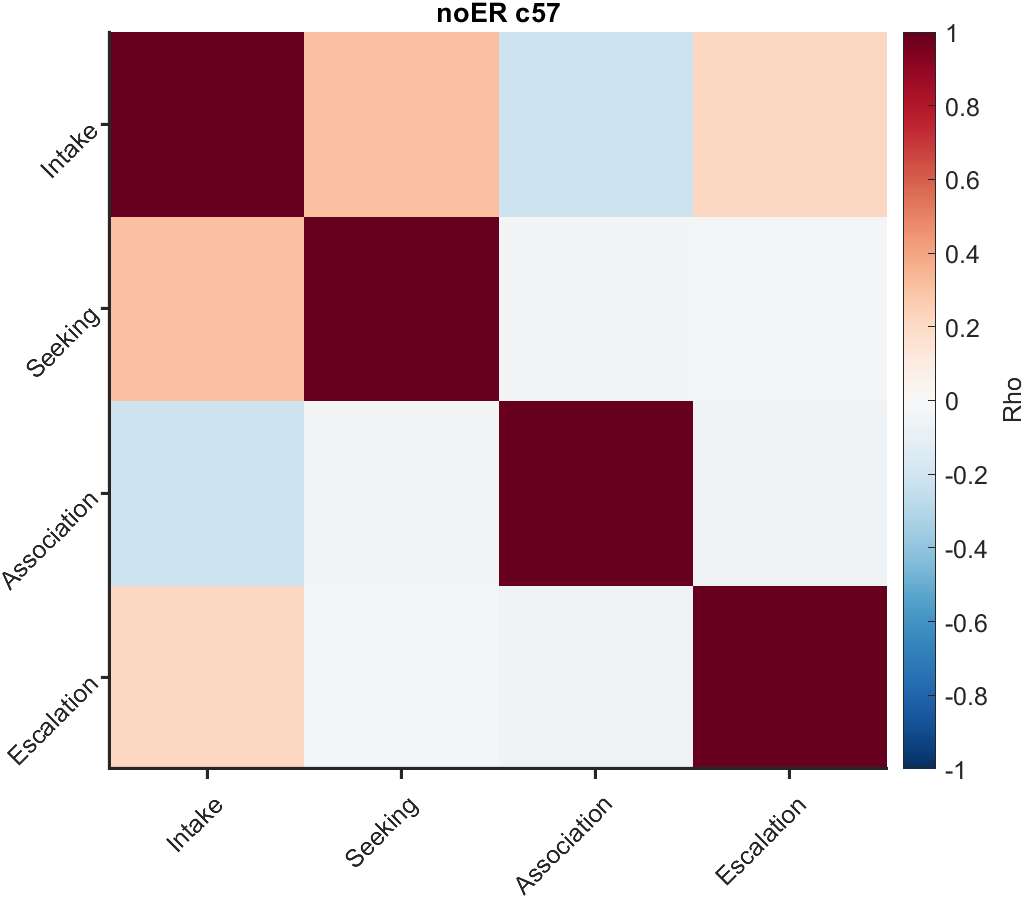 noER c57
Intake
Seeking
Association
Escalation
Intake
Seeking
Association
Escalation
1
0.8
0.6
0.4
0.2
0
-0.2
-0.4
-0.6
-0.8
-1
Rho